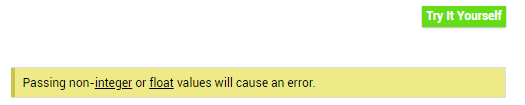 Try It Yourself
Passing non-integer or float values will cause an error.